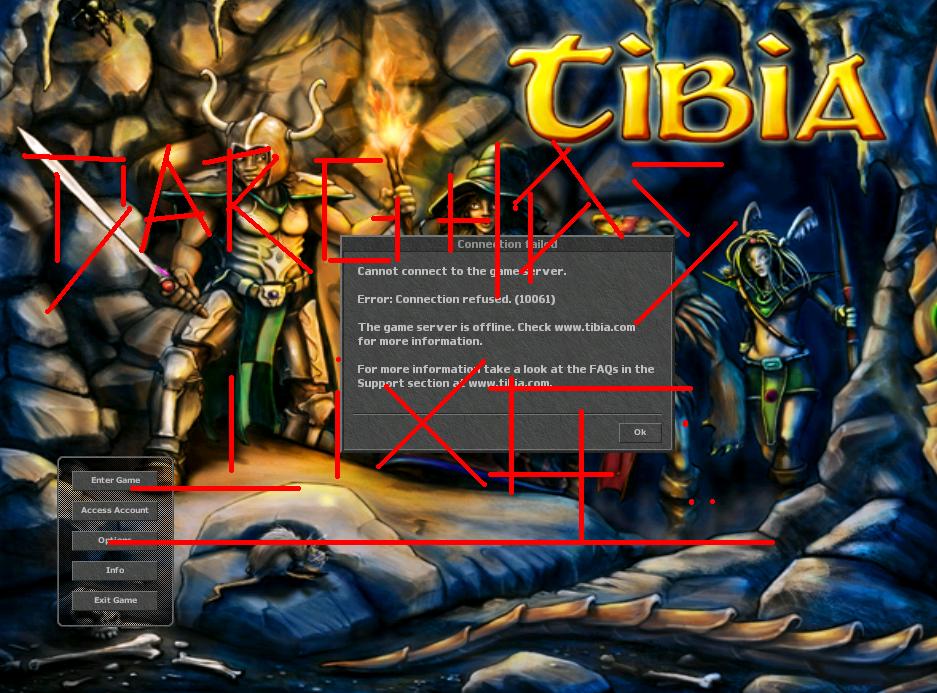 TiBiA
Connection failed
Cannot connect to the game server.
Error: Connection refused. (10061)
The game server is offline. Check www.tibia.com
for more information.
For more information take a look at the FAQs in the
Support section at www.tibia.com.
Ok
Enter Game
Access Account
Options
Info
Exit Game